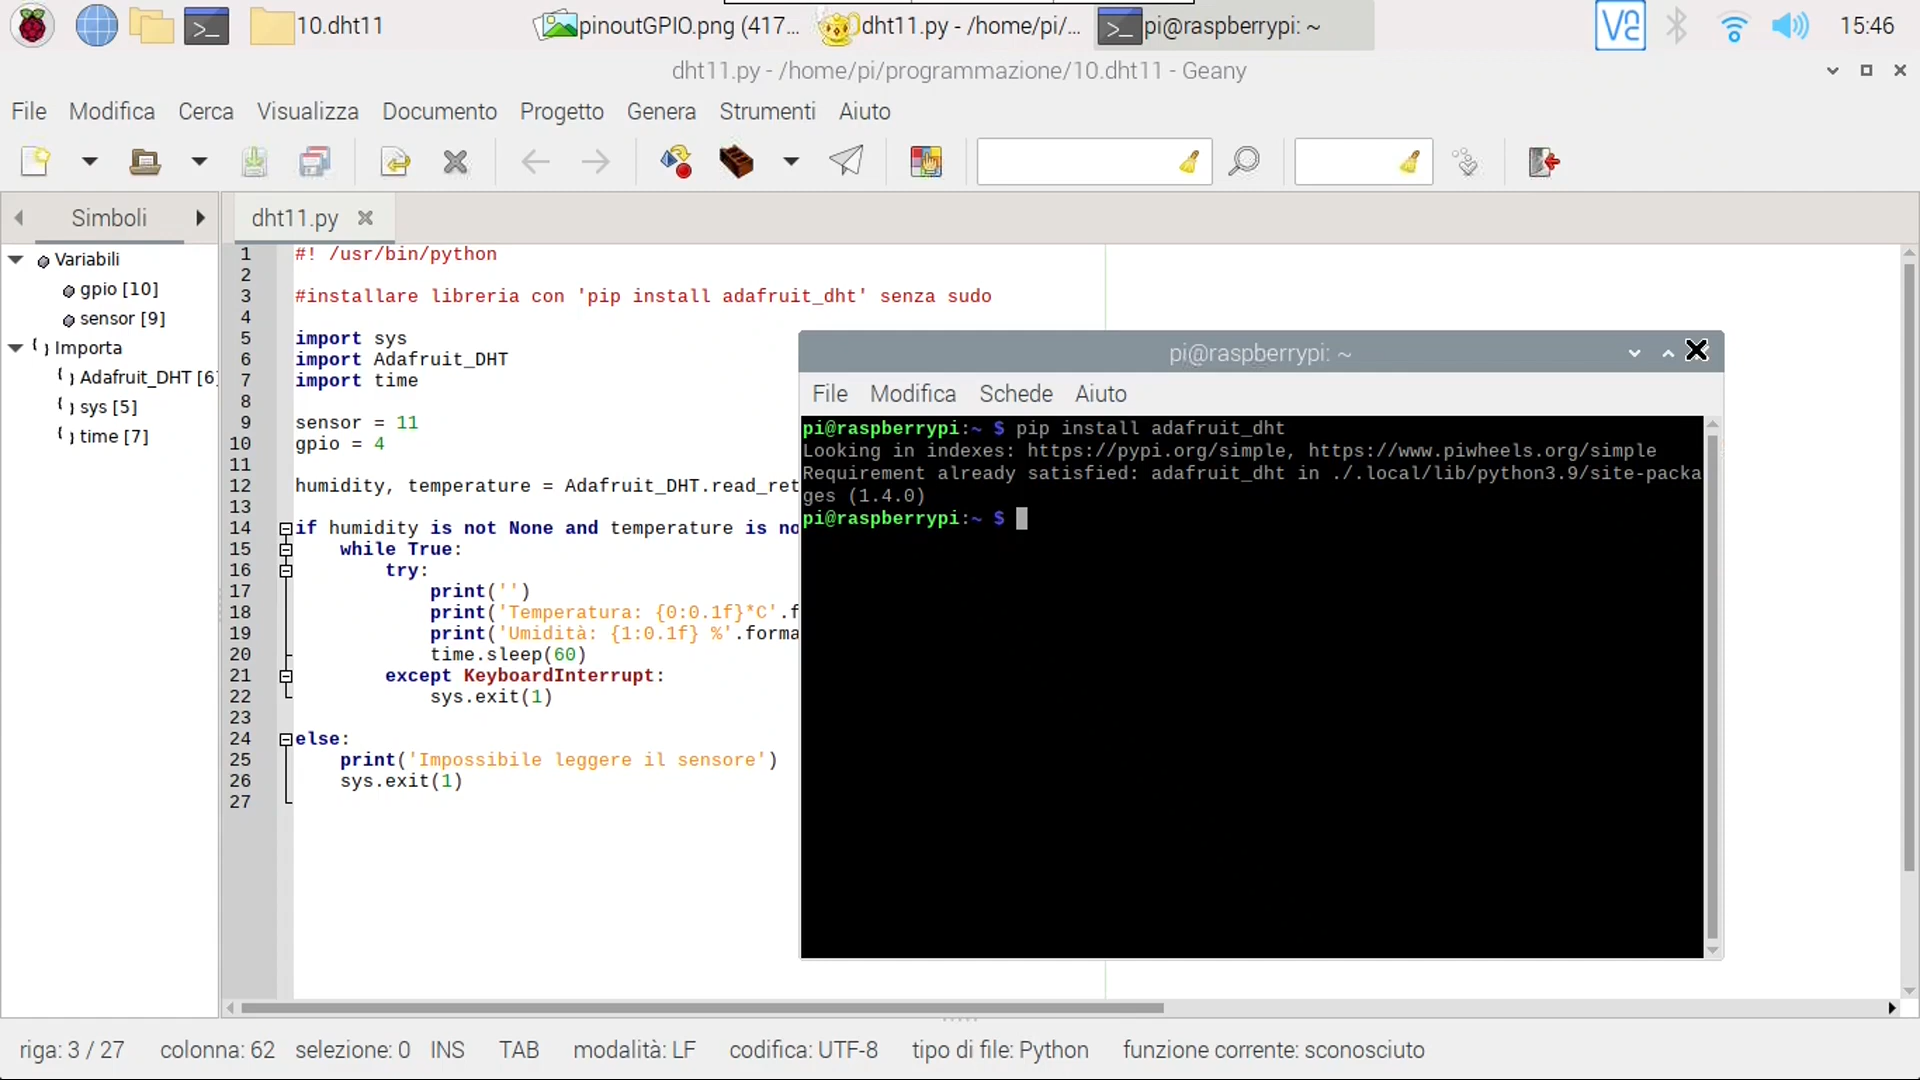 10.dht11
pinoutGPIO.png (417...
dht11.py - /home/pi/...
pi@raspberrypi: ~
15:46
dht11.py - /home/pi/programmazione/10.dht11 - Geany
File Modifica Cerca Visualizza Documento Progetto Genera Strumenti Aiuto
Simboli
dht11.py
Variabili
gpio [10]
sensor [9]
Importa
Adafruit_DHT [6]
sys [5]
time [7]
1 #! /usr/bin/python
2
3 #installare libreria con 'pip install adafruit_dht' senza sudo
4
5 import sys
6 import Adafruit_DHT
7 import time
8
9 sensor = 11
10 gpio = 4
11
12 humidity, temperature = Adafruit_DHT.read_ret
13
14 if humidity is not None and temperature is no
15 while True:
16 try:
17 print('')
18 print('Temperatura: {0:0.1f}*C'.f
19 print('Umidità: {1:0.1f} %'.forma
20 time.sleep(60)
21 except KeyboardInterrupt:
22 sys.exit(1)
23
24 else:
25 print('Impossibile leggere il sensore')
26 sys.exit(1)
27
pi@raspberrypi: ~
File Modifica Schede Aiuto
pi@raspberrypi:~ $ pip install adafruit_dht
Looking in indexes: https://pypi.org/simple, https://www.piwheels.org/simple
Requirement already satisfied: adafruit_dht in ./.local/lib/python3.9/site-packa
ges (1.4.0)
pi@raspberrypi:~ $
riga: 3 / 27 colonna: 62 selezione: 0 INS TAB modalità: LF codifica: UTF-8 tipo di file: Python funzione corrente: sconosciuto